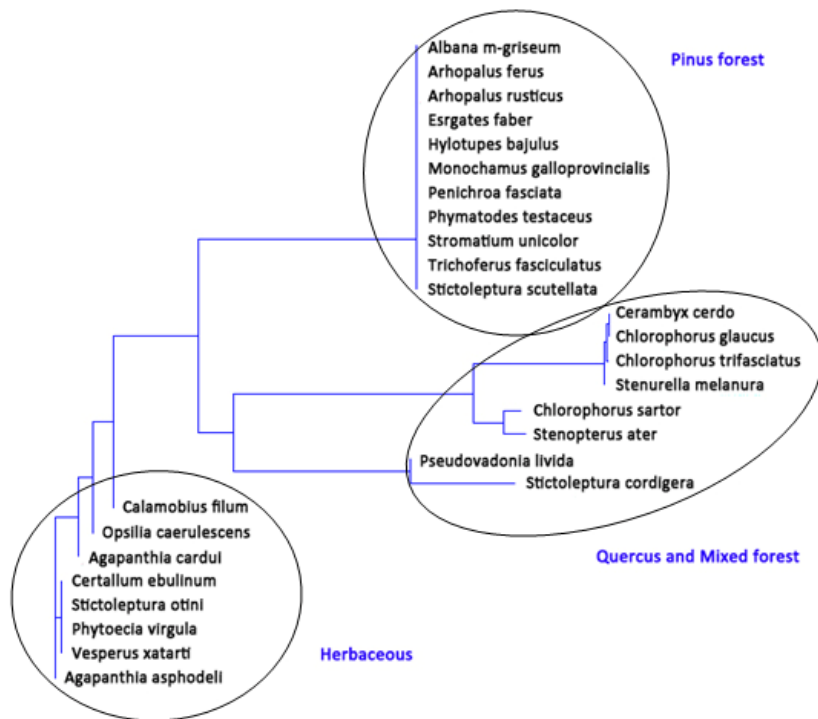 Albana m-griseum
Pinus forest
Arhopalus ferus
Arhopalus rusticus
Esrgates faber
Hylotupes bajulus
Monochamus galloprovincialis
Penichroa fasciata
Phymatodes testaceus
Stromatium unicolor
Trichoferus fasciculatus
Stictoleptura scutellata
Cerambyx cerdo
Chlorophorus glaucus
Chlorophorus trifasciatus
Stenurella melanura
Chlorophorus sartor
Stenopterus ater
Pseudovadonia livida
Stictoleptura cordigera
Calamobius filum
Opsilia caerulescens
Agapanthia cardui
Quercus and Mixed forest
Certallum ebulinum
Stictoleptura otini
Phytoecia virgula
Vesperus xatarti
Herbaceous
Agapanthia asphodeli